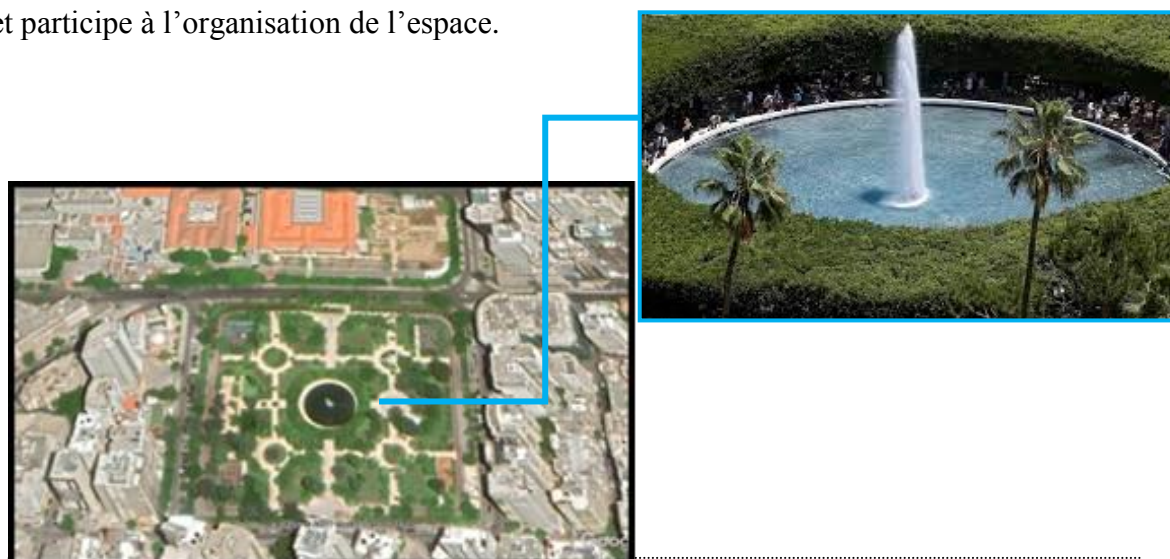 et participe à l’organisation de l’espace.